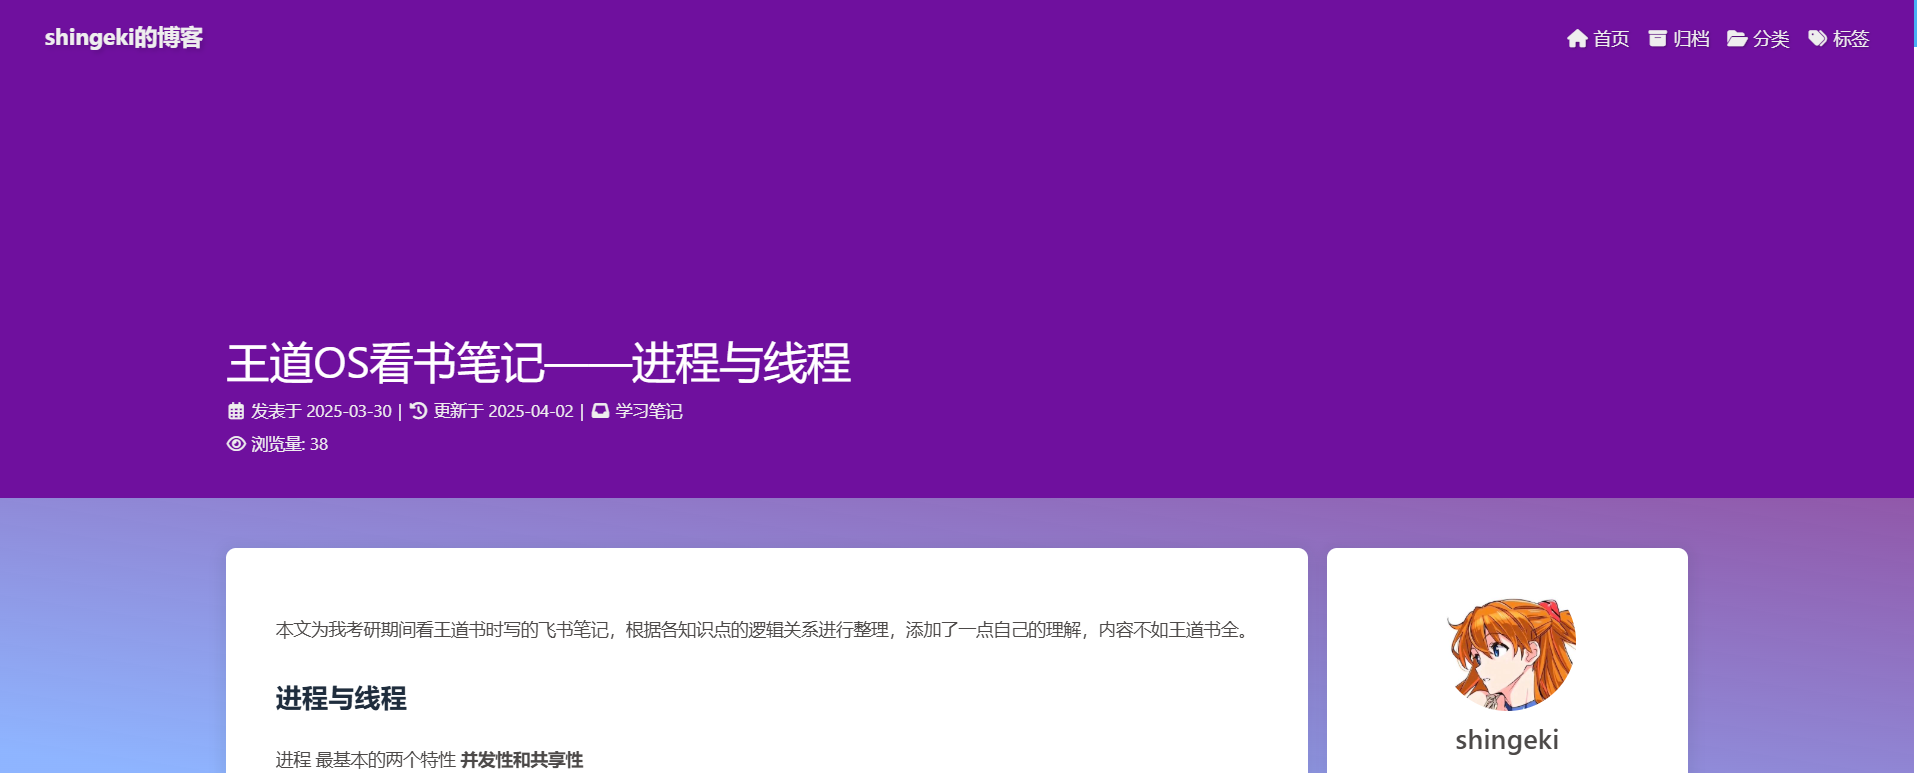 shingeki的博客
首页 归档 分类 标签
王道OS看书笔记——进程与线程
发表于 2025-03-30 | 更新于 2025-04-02 | 学习笔记
浏览量: 38
本文为我考研期间看王道书时写的飞书笔记，根据各知识点的逻辑关系进行整理，添加了一点自己的理解，内容不如王道书全。
进程与线程
进程 最基本的两个特性 并发性和共享性
shingeki